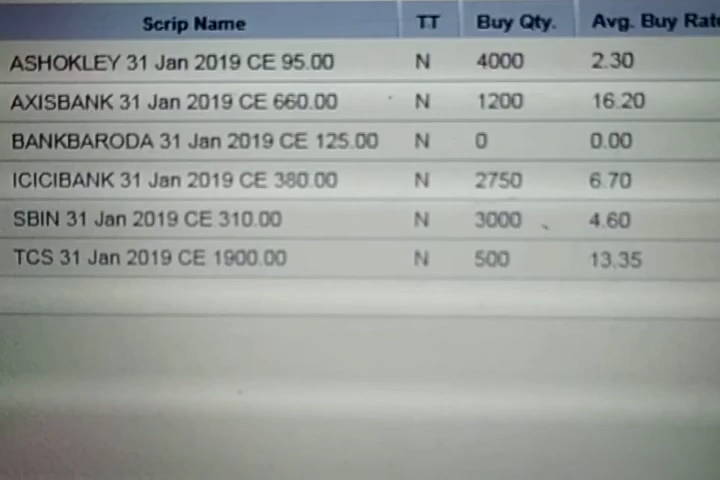 Scrip Name TT Buy Qty. Avg. Buy Rate
ASHOKLEY 31 Jan 2019 CE 95.00 N 4000 2.30
AXISBANK 31 Jan 2019 CE 660.00 N 1200 16.20
BANKBARODA 31 Jan 2019 CE 125.00 N 0 0.00
ICICIBANK 31 Jan 2019 CE 380.00 N 2750 6.70
SBIN 31 Jan 2019 CE 310.00 N 3000 4.60
TCS 31 Jan 2019 CE 1900.00 N 500 13.35